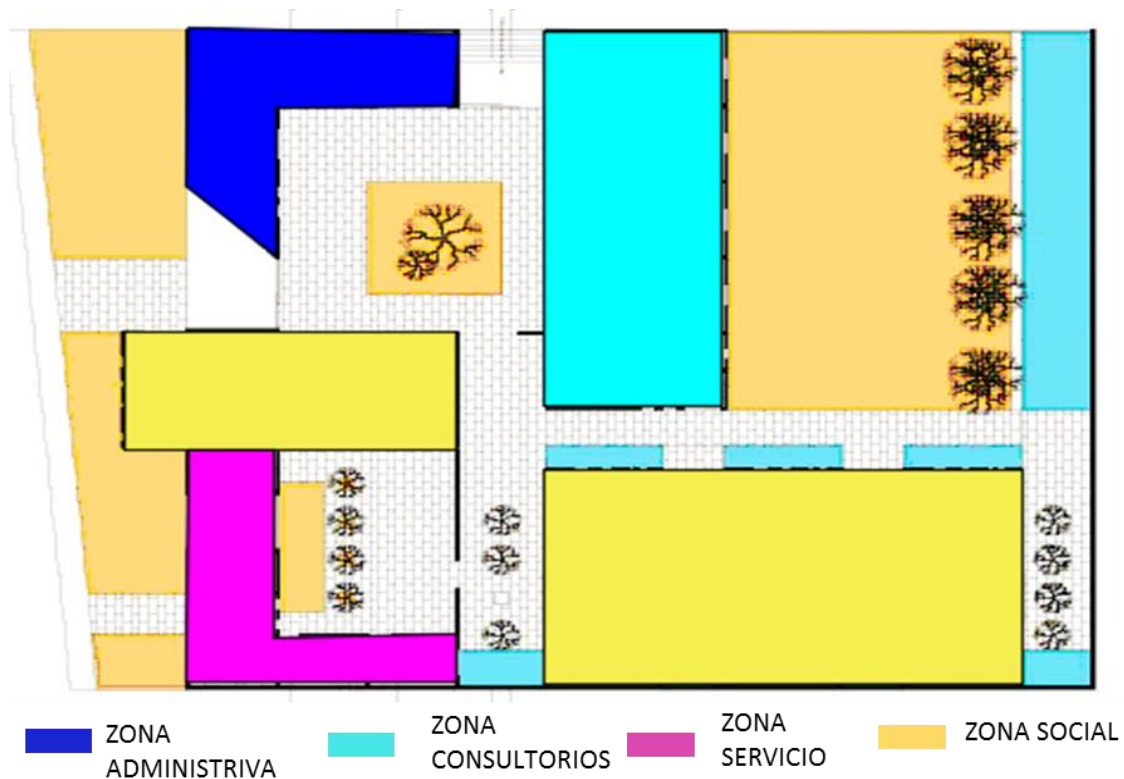 ZONA
ADMINISTRIVA
ZONA
CONSULTORIOS
ZONA
SERVICIO
ZONA SOCIAL